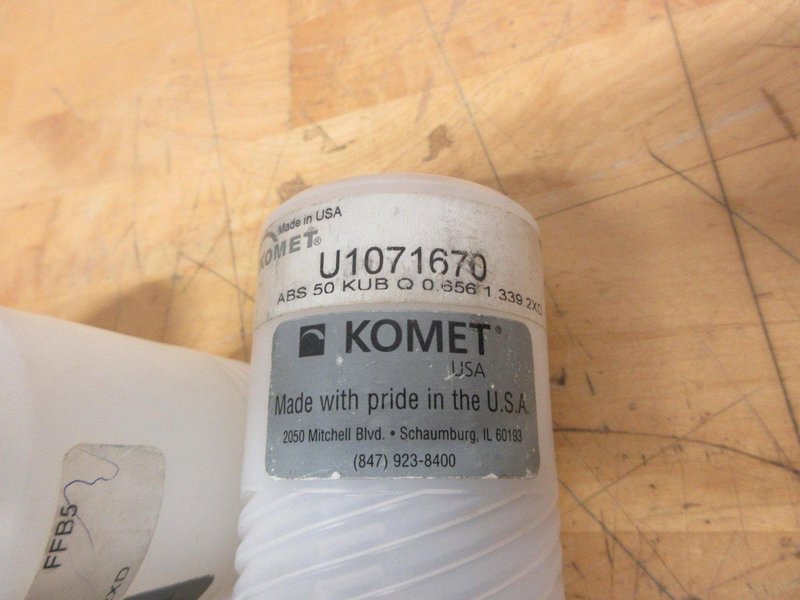 Made in USA
KOMET®
U1071670
ABS 50 KUB Q 0.656 1.339 2XD
KOMET®
USA
Made with pride in the U.S.A.
2050 Mitchell Blvd. • Schaumburg, IL 60193
(847) 923-8400
FFB5
XD